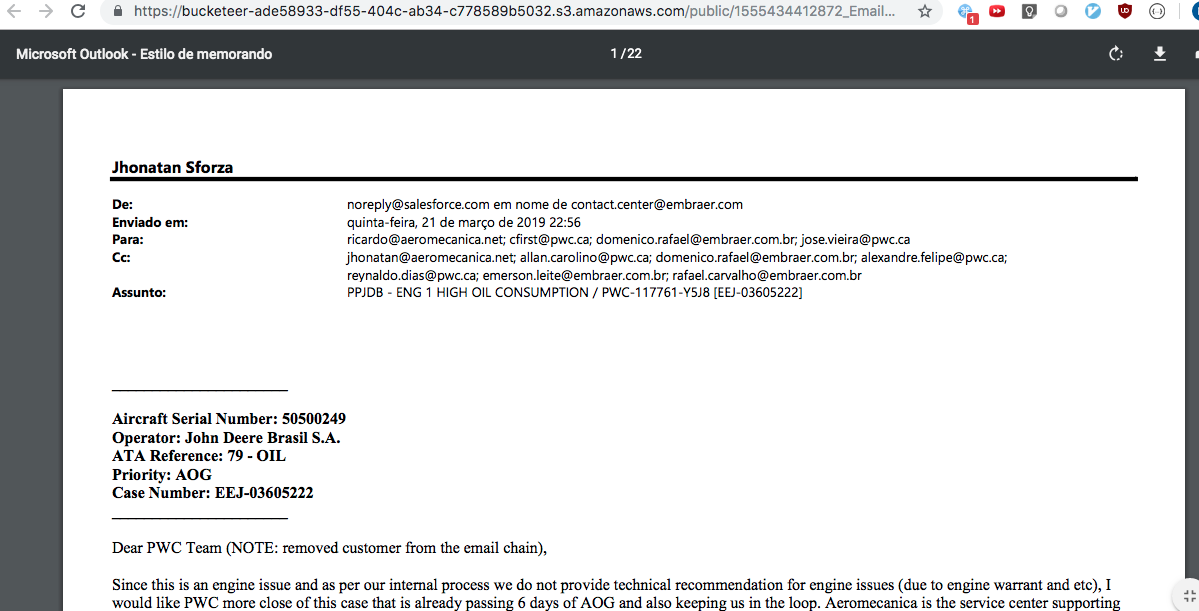 https://bucketeer-ade58933-df55-404c-ab34-c778589b5032.s3.amazonaws.com/public/1555434412872_Email...
1
Microsoft Outlook - Estilo de memorando
1 / 22
Jhonatan Sforza
De: noreply@salesforce.com em nome de contact.center@embraer.com
Enviado em: quinta-feira, 21 de março de 2019 22:56
Para: ricardo@aeromecanica.net; cfirst@pwc.ca; domenico.rafael@embraer.com.br; jose.vieira@pwc.ca
Cc: jhonatan@aeromecanica.net; allan.carolino@pwc.ca; domenico.rafael@embraer.com.br; alexandre.felipe@pwc.ca;
reynaldo.dias@pwc.ca; emerson.leite@embraer.com.br; rafael.carvalho@embraer.com.br
Assunto: PPJDB - ENG 1 HIGH OIL CONSUMPTION / PWC-117761-Y5J8 [EEJ-03605222]
Aircraft Serial Number: 50500249
Operator: John Deere Brasil S.A.
ATA Reference: 79 - OIL
Priority: AOG
Case Number: EEJ-03605222
Dear PWC Team (NOTE: removed customer from the email chain),
Since this is an engine issue and as per our internal process we do not provide technical recommendation for engine issues (due to engine warrant and etc), I
would like PWC more close of this case that is already passing 6 days of AOG and also keeping us in the loop. Aeromecanica is the service center supporting